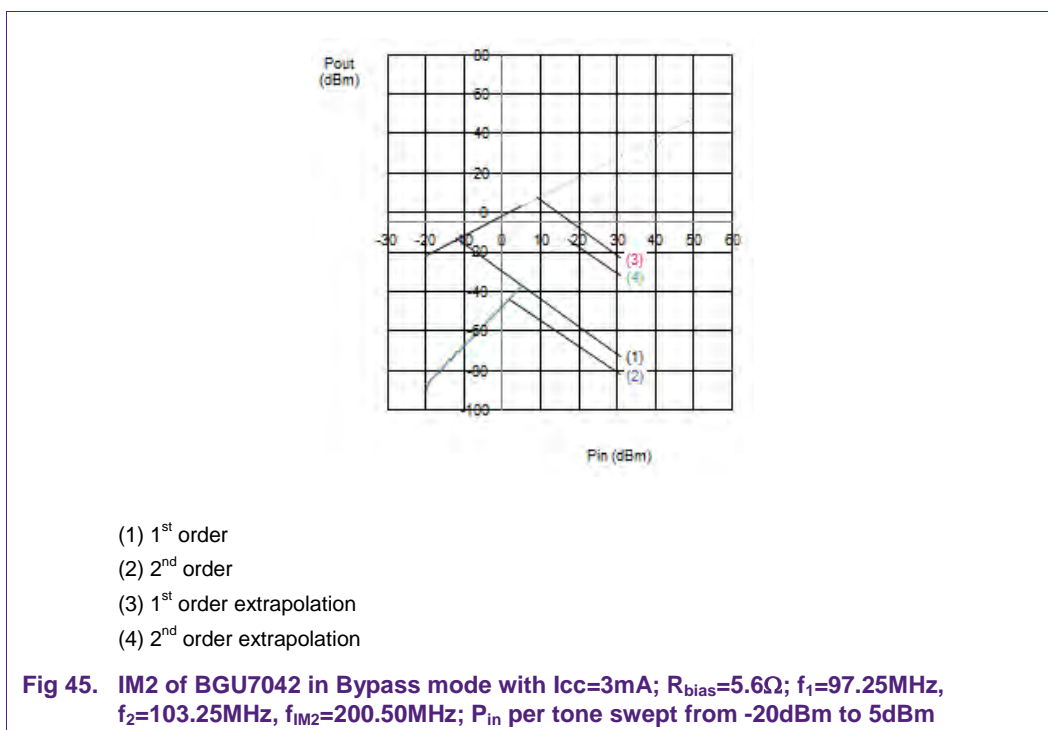 Pout
(dBm)
80
60
40
20
0
-30 -20 -10 0 10 20 30 40 50 60
-20
(3)
(4)
-40
-60
(1)
(2)
-80
-100
Pin (dBm)
(1) 1st order
(2) 2nd order
(3) 1st order extrapolation
(4) 2nd order extrapolation
Fig 45. IM2 of BGU7042 in Bypass mode with Icc=3mA; Rbias=5.6Ω; f1=97.25MHz,
f2=103.25MHz, fIM2=200.50MHz; Pin per tone swept from -20dBm to 5dBm